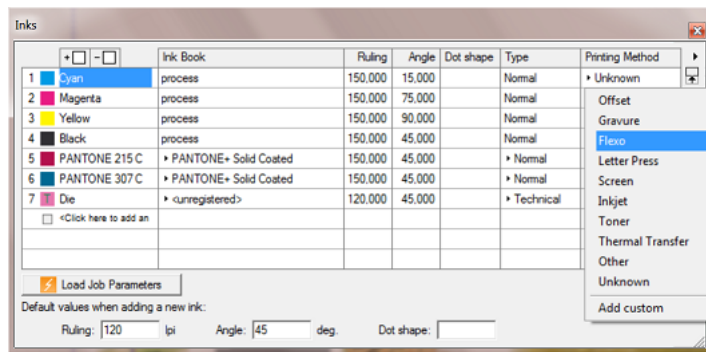 Inks
Ink Book Ruling Angle Dot shape Type Printing Method
1 Cyan process 150,000 15,000 Normal Unknown
2 Magenta process 150,000 75,000 Normal
3 Yellow process 150,000 90,000 Normal
4 Black process 150,000 45,000 Normal
5 PANTONE 215 C PANTONE+ Solid Coated 150,000 45,000 Normal
6 PANTONE 307 C PANTONE+ Solid Coated 150,000 45,000 Normal
7 T Die <unregistered> 120,000 45,000 Technical
<Click here to add an
Offset
Gravure
Flexo
Letter Press
Screen
Inkjet
Toner
Thermal Transfer
Other
Unknown
Add custom
Load Job Parameters
Default values when adding a new ink:
Ruling: 120 lpi Angle: 45 deg. Dot shape: